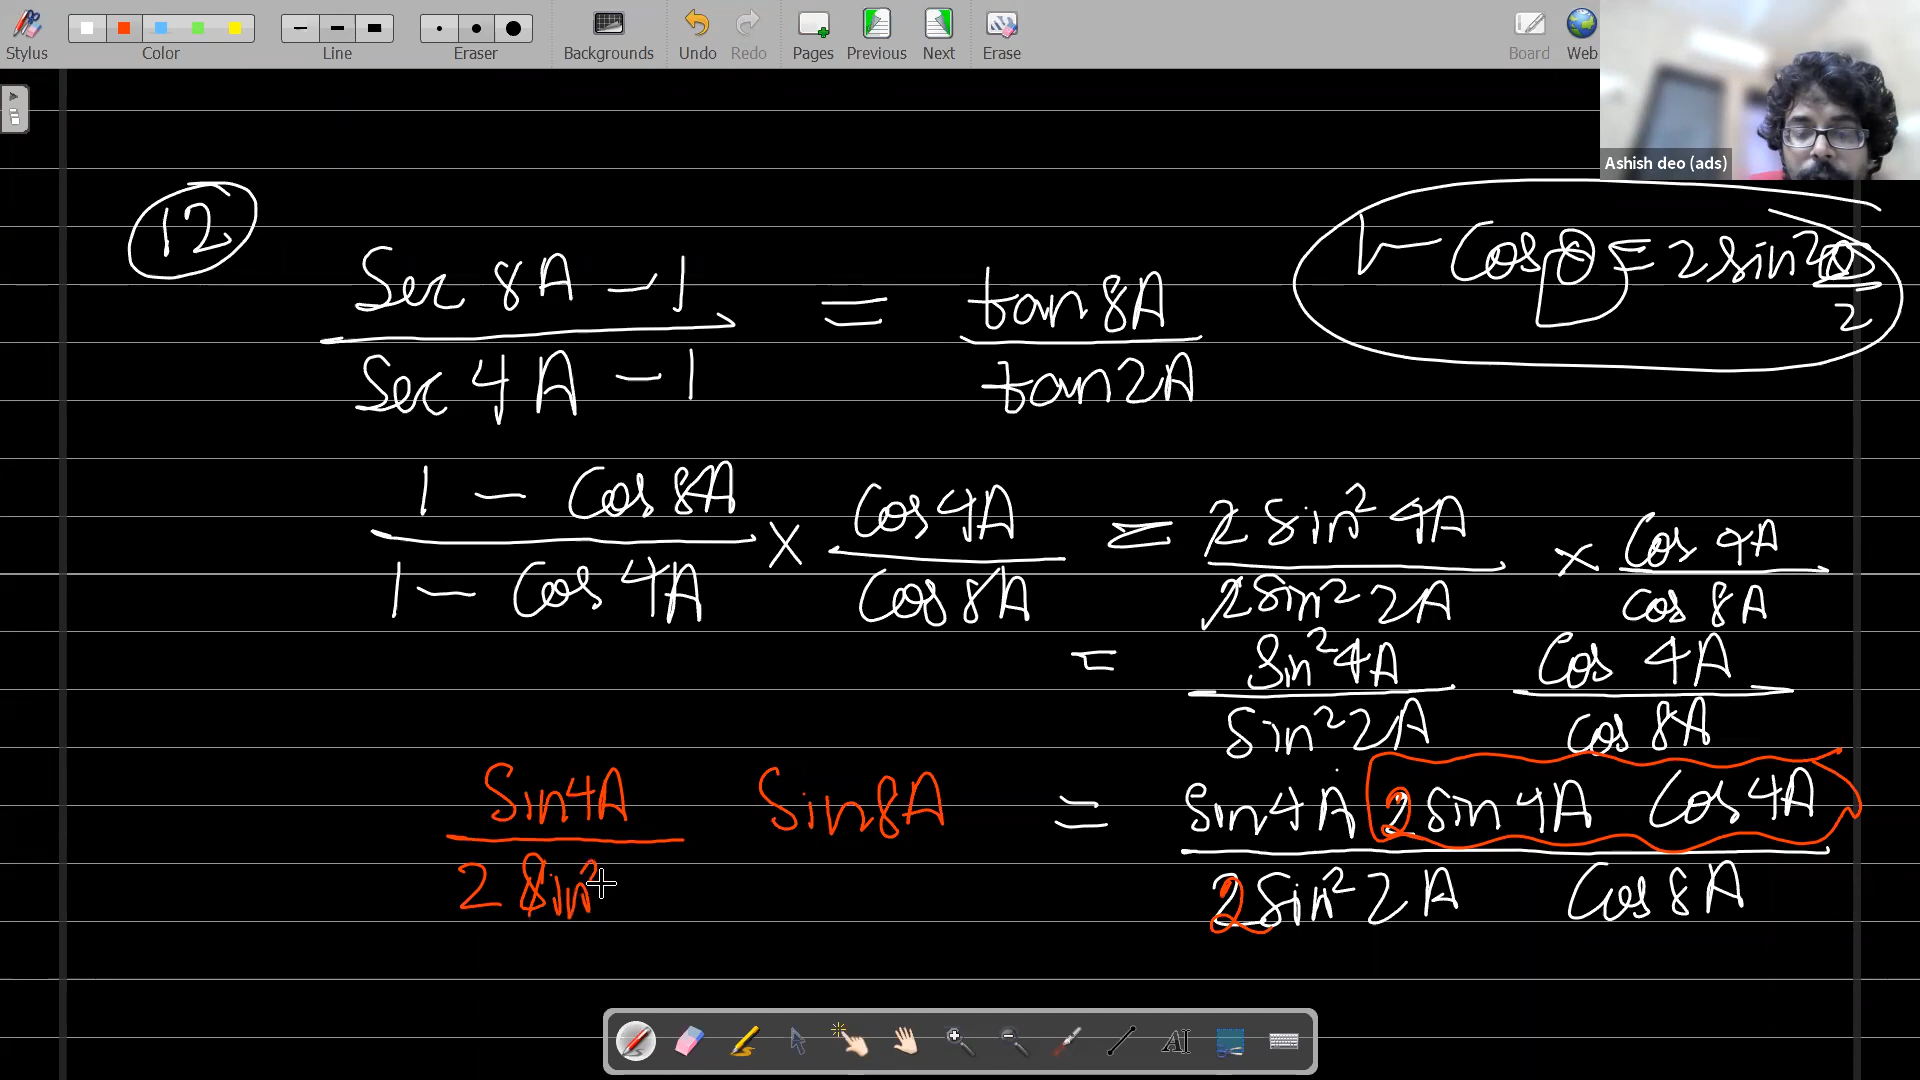 Stylus Color Line Eraser Backgrounds Undo Redo Pages Previous Next Erase Board Web
Ashish deo (ads)
12
Sec 8A - 1 / Sec 4A - 1 = tan 8A / tan 2A
1 - Cos θ = 2 sin² θ/2
1 - Cos 8A / 1 - Cos 4A × Cos 4A / Cos 8A = 2 Sin² 4A / 2 Sin² 2A × Cos 4A / Cos 8A
= Sin² 4A / Sin² 2A Cos 4A / Cos 8A
Sin 4A / 2 Sin² Sin 8A = Sin 4A 2 Sin 4A Cos 4A / 2 Sin² 2A Cos 8A
AI